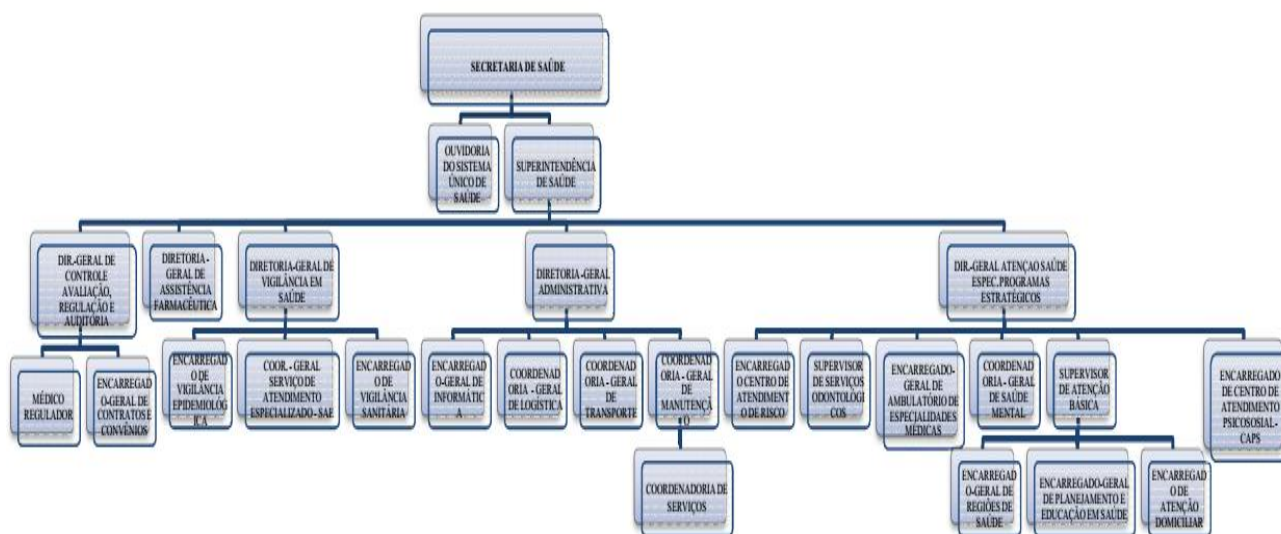 SECRETARIA DE SAÚDE
OUVIDORIA
DO SISTEMA
ÚNICO DE
SAÚDE
SUPERINTENDÊNCIA
DE SAÚDE
DIR.-GERAL DE
CONTROLE
AVALIAÇÃO,
REGULAÇÃO E
AUDITORIA
DIRETORIA -
GERAL DE
ASSISTÊNCIA
FARMACÊUTICA
DIRETORIA-GERAL DE
VIGILÂNCIA EM
SAÚDE
DIRETORIA-GERAL
ADMINISTRATIVA
DIR.-GERAL ATENÇAO SAÚDE
ESPEC.PROGRAMAS
ESTRATÉGICOS
MÉDICO
REGULADOR
ENCARREGAD
O-GERAL DE
CONTRATOS E
CONVÊNIOS
ENCARREGAD
O DE
VIGILÂNCIA
EPIDEMIOLÓG
ICA
COOR. - GERAL
SERVIÇO DE
ATENDIMENTO
ESPECIALIZADO - SAE
ENCARREGAD
O DE
VIGILÂNCIA
SANITÁRIA
ENCARREGAD
O-GERAL DE
INFORMÁTIC
A
COORDENAD
ORIA - GERAL
DE LOGÍSTICA
COORDENAD
ORIA - GERAL
DE
TRANSPORTE
COORDENAD
ORIA - GERAL
DE
MANUTENÇÃ
O
ENCARREGAD
O CENTRO DE
ATENDIMENT
O DE RISCO
SUPERVISOR
DE SERVIÇOS
ODONTOLÓGI
COS
ENCARREGADO-
GERAL DE
AMBULATÓRIO DE
ESPECIALIDADES
MÉDICAS
COORDENAD
ORIA - GERAL
DE SAÚDE
MENTAL
SUPERVISOR
DE ATENÇÃO
BÁSICA
ENCARREGADO
DE CENTRO DE
ATENDIMENTO
PSICOSOSIAL-
CAPS
COORDENADORIA DE
SERVIÇOS
ENCARREGAD
O-GERAL DE
REGIÕES DE
SAÚDE
ENCARREGADO-GERAL
DE PLANEJAMENTO E
EDUCAÇÃO EM SAÚDE
ENCARREGAD
O DE
ATENÇÃO
DOMICILIAR